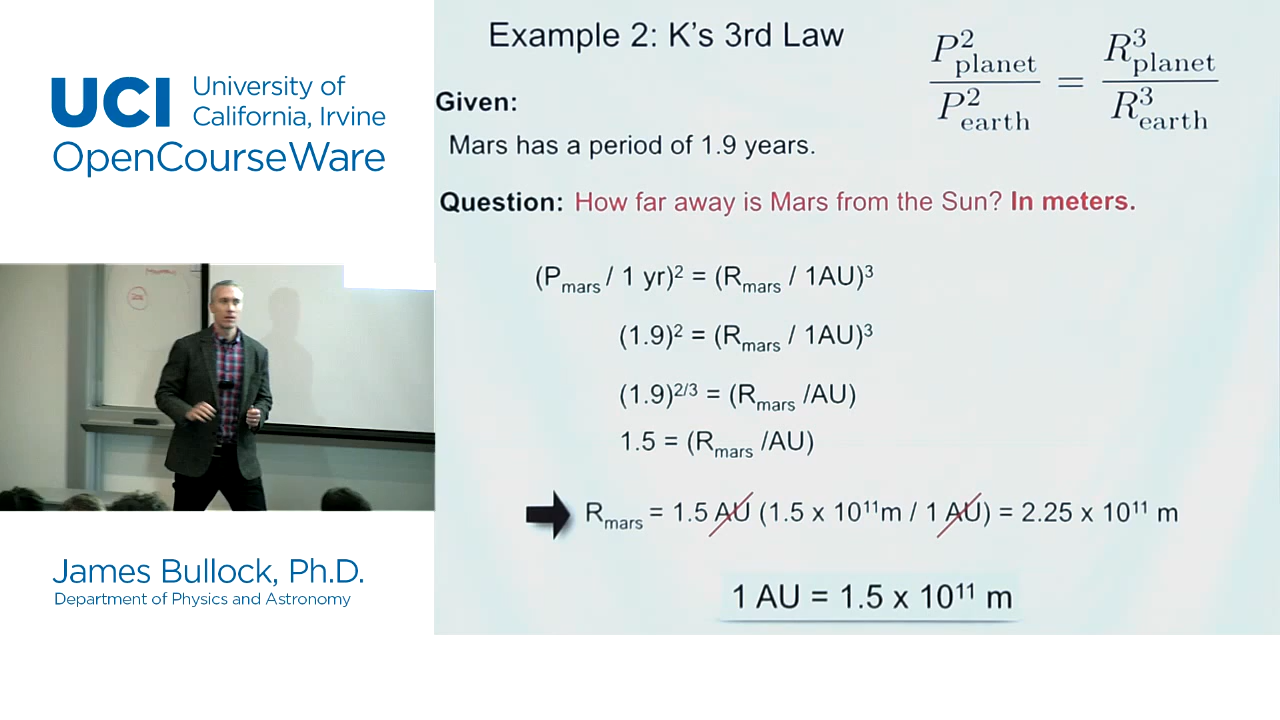 UCI University of
California, Irvine
OpenCourseWare
Example 2: K's 3rd Law
P²planet / P²earth = R³planet / R³earth
Given:
Mars has a period of 1.9 years.
Question: How far away is Mars from the Sun? In meters.
(Pmars / 1 yr)² = (Rmars / 1AU)³
(1.9)² = (Rmars / 1AU)³
(1.9)²/³ = (Rmars /AU)
1.5 = (Rmars /AU)
Rmars = 1.5 AU (1.5 x 10¹¹m / 1 AU) = 2.25 x 10¹¹ m
1 AU = 1.5 x 10¹¹ m
James Bullock, Ph.D.
Department of Physics and Astronomy